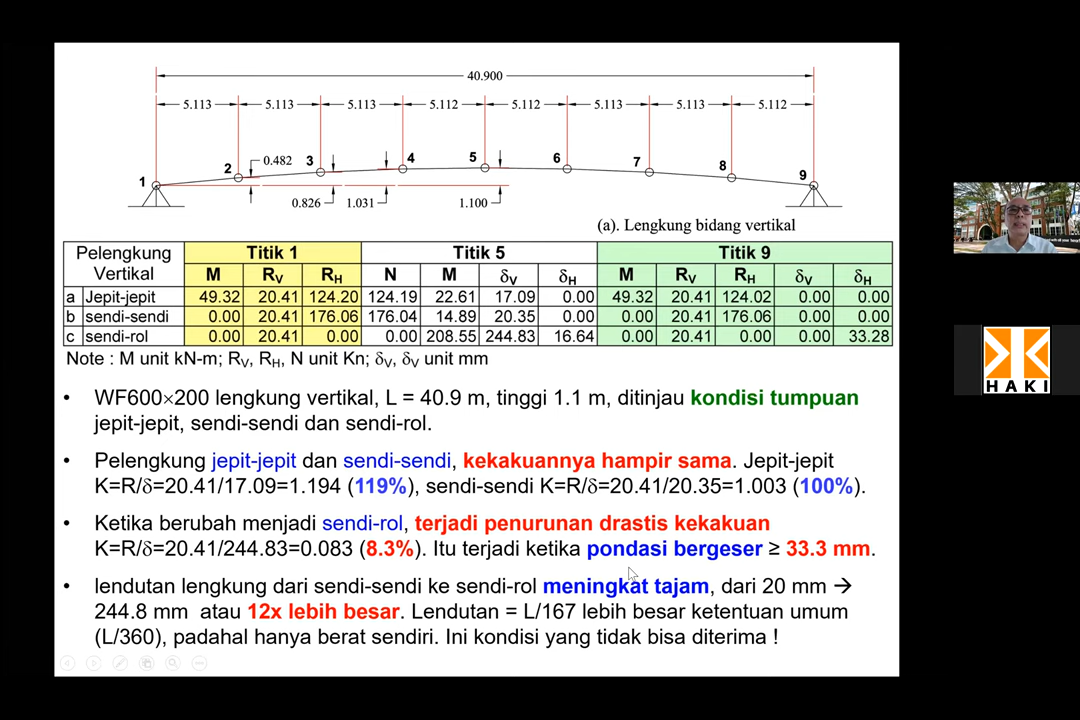 40.900
5.113 5.113 5.113 5.112 5.112 5.113 5.113 5.112
1 2 0.482 3 4 5 6 7 8 9
0.826 1.031 1.100
(a). Lengkung bidang vertikal
Pelengkung Vertikal Titik 1 Titik 5 Titik 9
M RV RH N M δV δH M RV RH δV δH
a Jepit-jepit 49.32 20.41 124.20 124.19 22.61 17.09 0.00 49.32 20.41 124.02 0.00 0.00
b sendi-sendi 0.00 20.41 176.06 176.04 14.89 20.35 0.00 0.00 20.41 176.06 0.00 0.00
c sendi-rol 0.00 20.41 0.00 0.00 208.55 244.83 16.64 0.00 20.41 0.00 0.00 33.28
Note : M unit kN-m; RV, RH, N unit Kn; δV, δV unit mm
• WF600×200 lengkung vertikal, L = 40.9 m, tinggi 1.1 m, ditinjau kondisi tumpuan
jepit-jepit, sendi-sendi dan sendi-rol.
• Pelengkung jepit-jepit dan sendi-sendi, kekakuannya hampir sama. Jepit-jepit
K=R/δ=20.41/17.09=1.194 (119%), sendi-sendi K=R/δ=20.41/20.35=1.003 (100%).
• Ketika berubah menjadi sendi-rol, terjadi penurunan drastis kekakuan
K=R/δ=20.41/244.83=0.083 (8.3%). Itu terjadi ketika pondasi bergeser ≥ 33.3 mm.
• lendutan lengkung dari sendi-sendi ke sendi-rol meningkat tajam, dari 20 mm →
244.8 mm atau 12x lebih besar. Lendutan = L/167 lebih besar ketentuan umum
(L/360), padahal hanya berat sendiri. Ini kondisi yang tidak bisa diterima !
HAKI